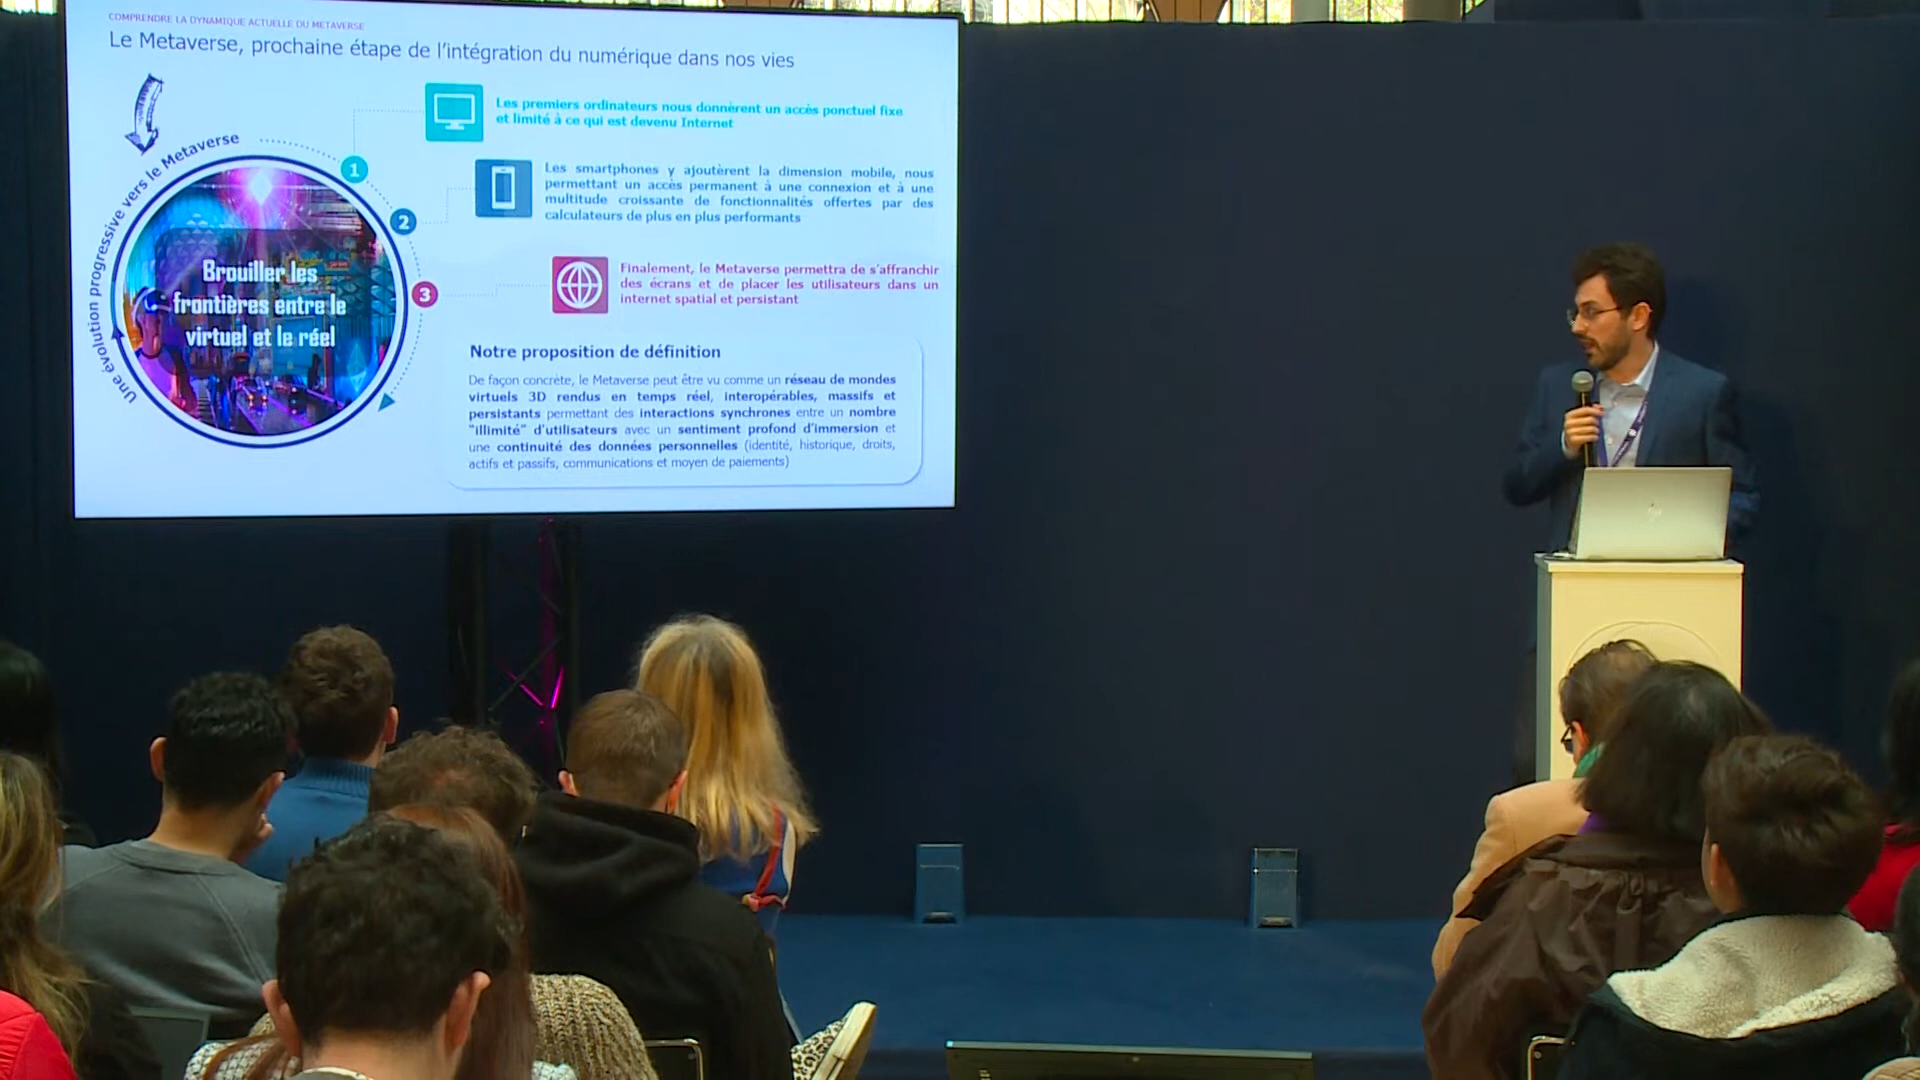 COMPRENDRE LA DYNAMIQUE ACTUELLE DU METAVERSE
Le Metaverse, prochaine étape de l'intégration du numérique dans nos vies
Une évolution progressive vers le Metaverse
Brouiller les
frontières entre le
virtuel et le réel
1
Les premiers ordinateurs nous donnèrent un accès ponctuel fixe
et limité à ce qui est devenu Internet
2
Les smartphones y ajoutèrent la dimension mobile, nous
permettant un accès permanent à une connexion et à une
multitude croissante de fonctionnalités offertes par des
calculateurs de plus en plus performants
3
Finalement, le Metaverse permettra de s'affranchir
des écrans et de placer les utilisateurs dans un
internet spatial et persistant
Notre proposition de définition
De façon concrète, le Metaverse peut être vu comme un réseau de mondes
virtuels 3D rendus en temps réel, interopérables, massifs et
persistants permettant des interactions synchrones entre un nombre
"illimité" d'utilisateurs avec un sentiment profond d'immersion et
une continuité des données personnelles (identité, historique, droits,
actifs et passifs, communications et moyen de paiements)